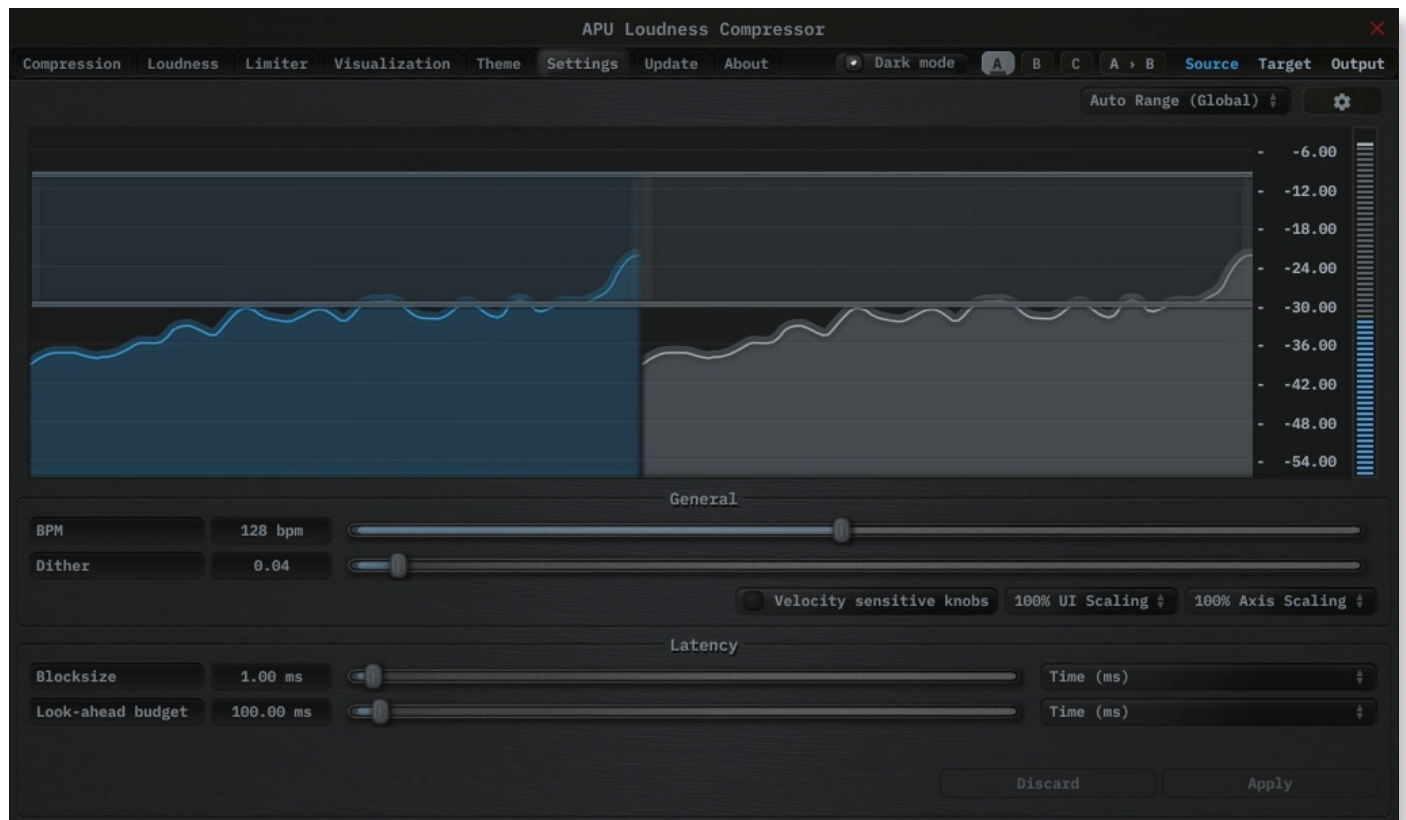 APU Loudness Compressor
Compression Loudness Limiter Visualization Theme Settings Update About Dark mode A B C A › B Source Target Output
Auto Range (Global)
- -6.00
- -12.00
- -18.00
- -24.00
- -30.00
- -36.00
- -42.00
- -48.00
- -54.00
General
BPM 128 bpm
Dither 0.04
Velocity sensitive knobs 100% UI Scaling 100% Axis Scaling
Latency
Blocksize 1.00 ms Time (ms)
Look-ahead budget 100.00 ms Time (ms)
Discard Apply